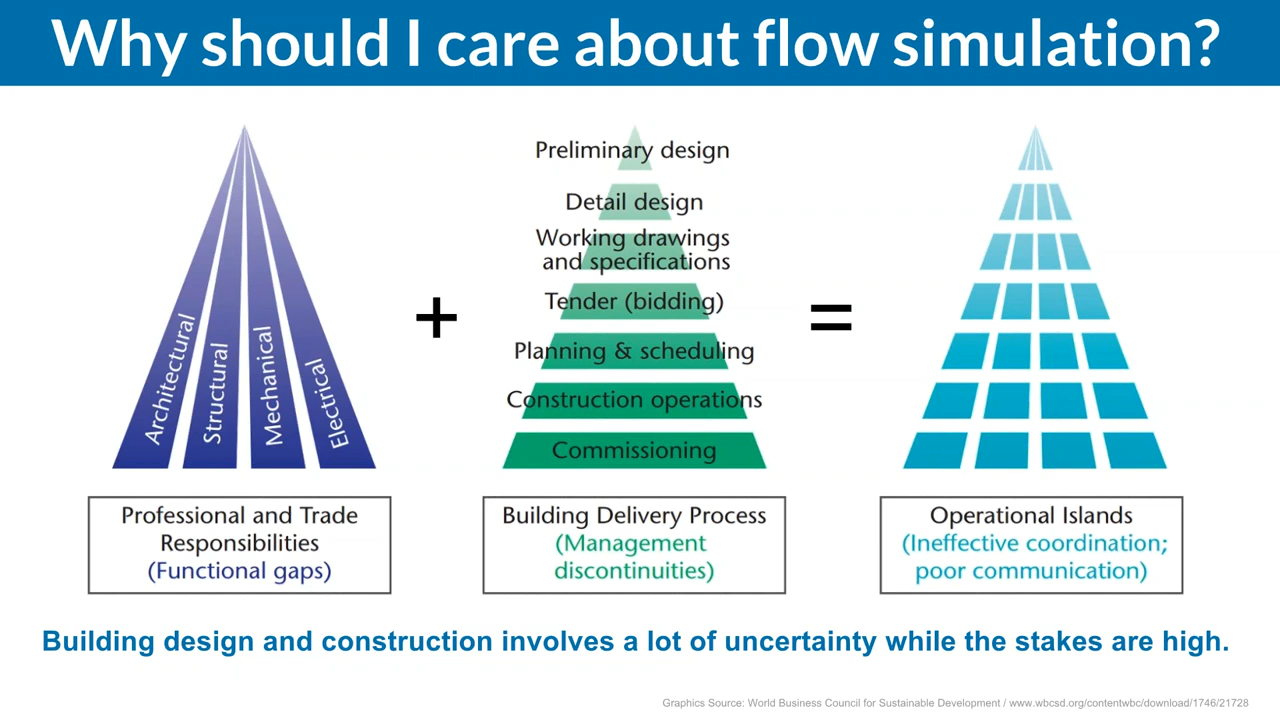 Why should I care about flow simulation?
Architectural
Structural
Mechanical
Electrical
+
Preliminary design
Detail design
Working drawings
and specifications
Tender (bidding)
Planning & scheduling
Construction operations
Commissioning
=
Professional and Trade
Responsibilities
(Functional gaps)
Building Delivery Process
(Management
discontinuities)
Operational Islands
(Ineffective coordination;
poor communication)
Building design and construction involves a lot of uncertainty while the stakes are high.
Graphics Source: World Business Council for Sustainable Development / www.wbcsd.org/contentwbc/download/1746/21728